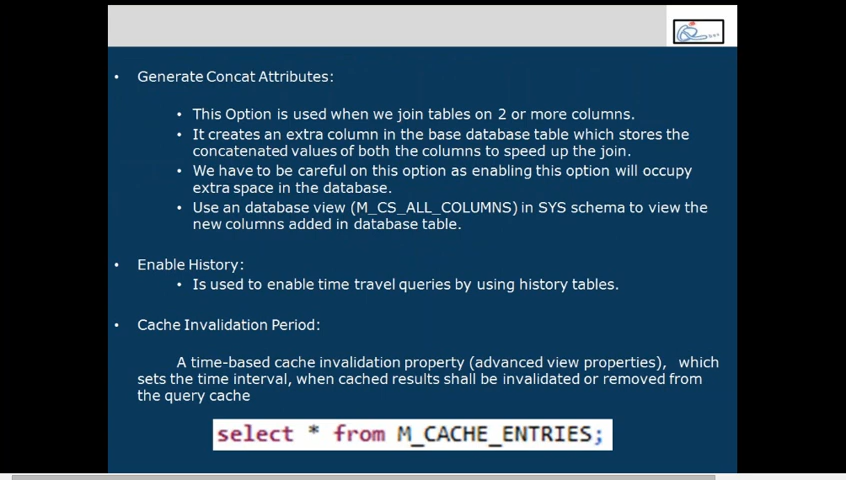 • Generate Concat Attributes:
• This Option is used when we join tables on 2 or more columns.
• It creates an extra column in the base database table which stores the
concatenated values of both the columns to speed up the join.
• We have to be careful on this option as enabling this option will occupy
extra space in the database.
• Use an database view (M_CS_ALL_COLUMNS) in SYS schema to view the
new columns added in database table.
• Enable History:
• Is used to enable time travel queries by using history tables.
• Cache Invalidation Period:
A time-based cache invalidation property (advanced view properties), which
sets the time interval, when cached results shall be invalidated or removed from
the query cache
select * from M_CACHE_ENTRIES;